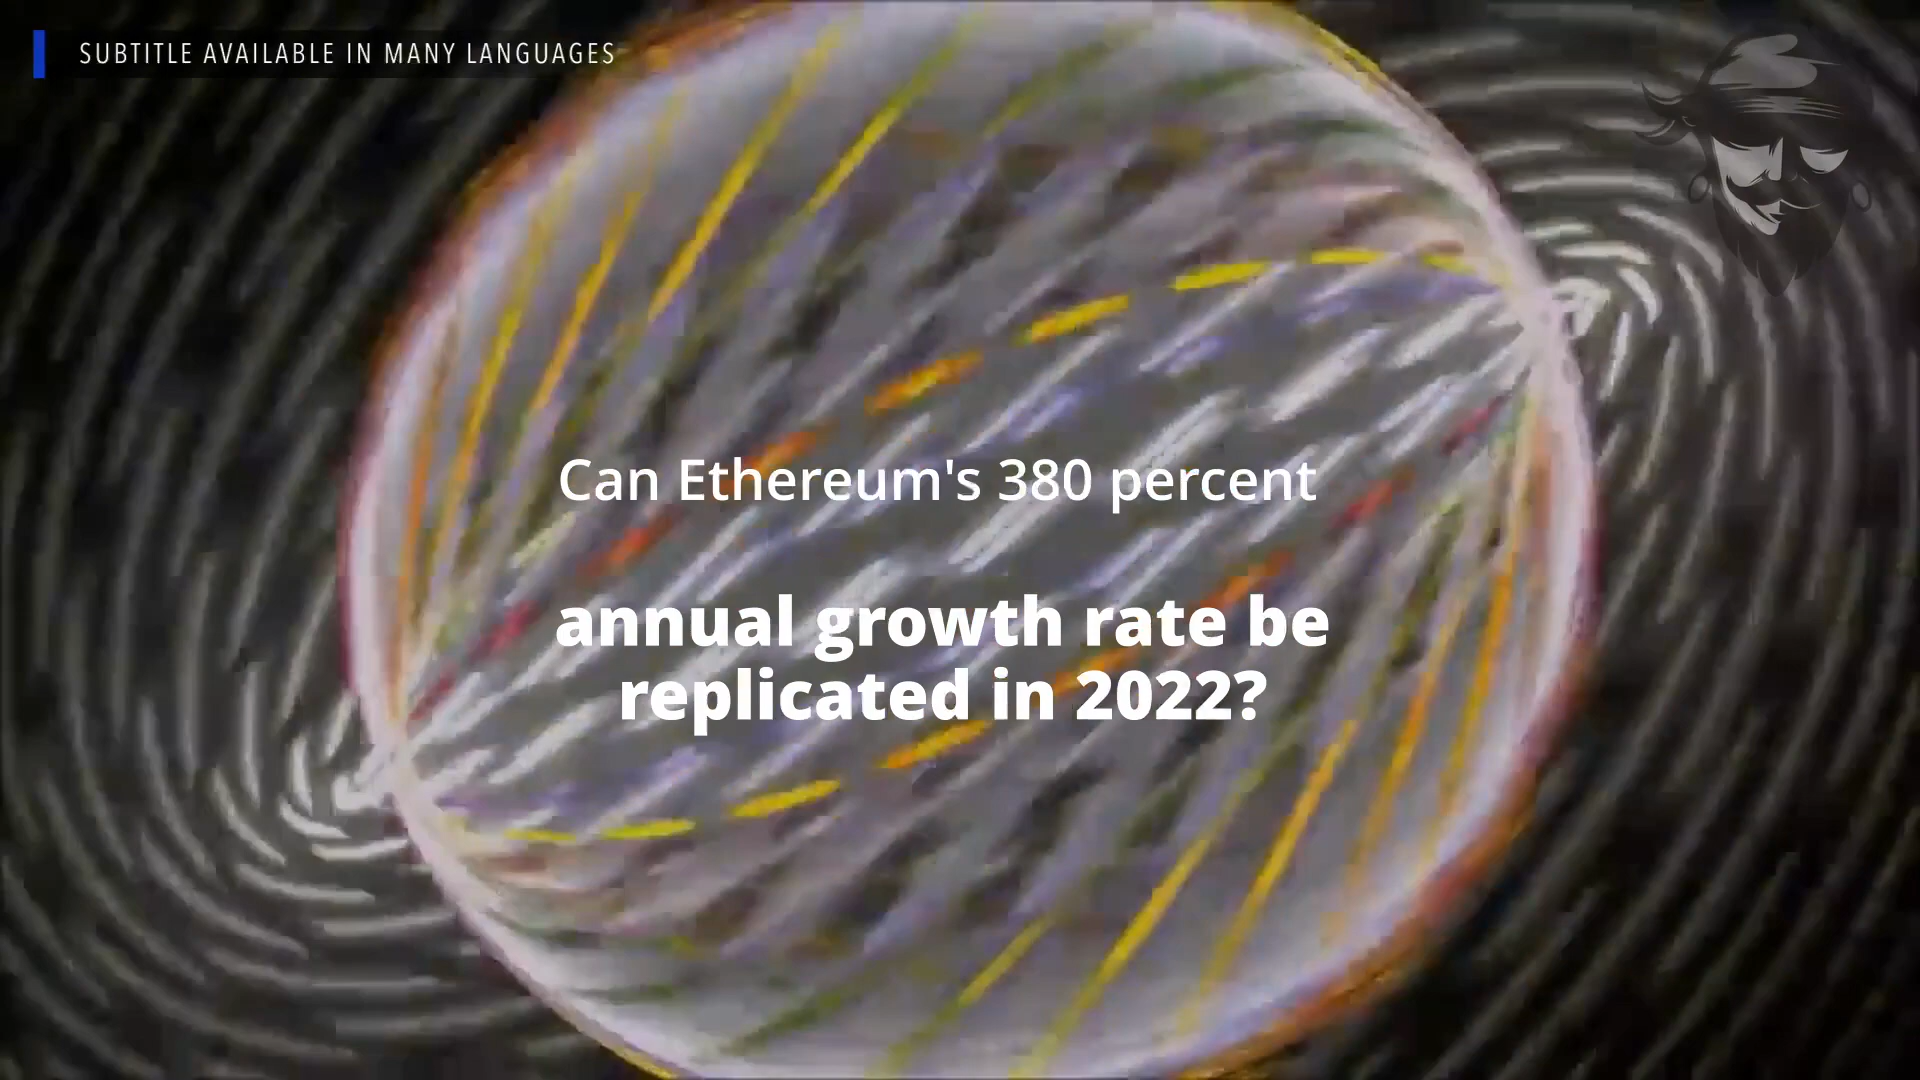 SUBTITLE AVAILABLE IN MANY LANGUAGES
Can Ethereum's 380 percent
annual growth rate be
replicated in 2022?